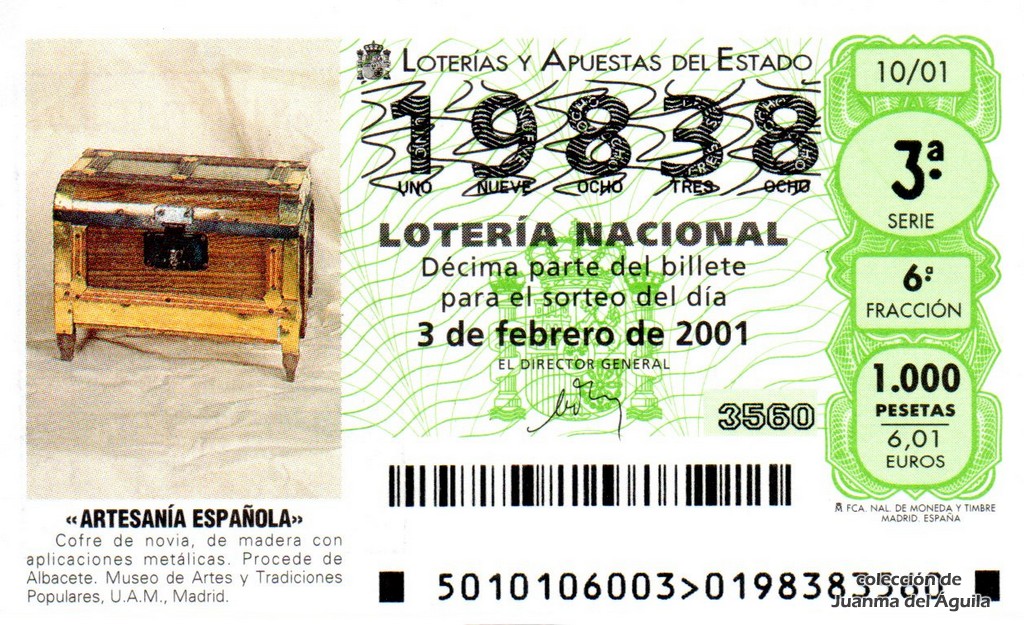 LOTERÍAS Y APUESTAS DEL ESTADO
19838
UNO NUEVE OCHO TRES OCHO
LOTERÍA NACIONAL
Décima parte del billete
para el sorteo del día
3 de febrero de 2001
EL DIRECTOR GENERAL
3560
10/01
3ª
SERIE
6ª
FRACCIÓN
1.000
PESETAS
6,01
EUROS
FCA. NAL. DE MONEDA Y TIMBRE
MADRID. ESPAÑA
«ARTESANÍA ESPAÑOLA»
Cofre de novia, de madera con
aplicaciones metálicas. Procede de
Albacete. Museo de Artes y Tradiciones
Populares, U.A.M., Madrid.
5010106003>0198383560
colección de
Juanma del Águila